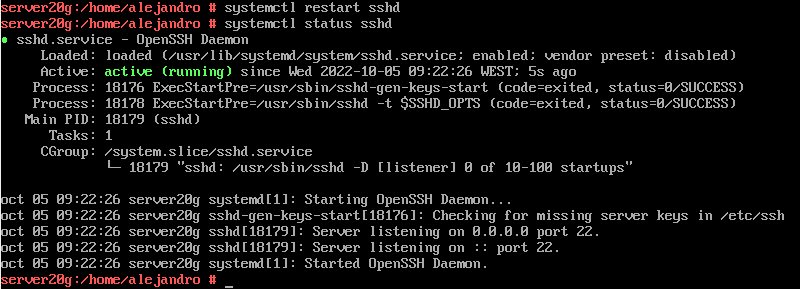 server20g:/home/alejandro # systemctl restart sshd
server20g:/home/alejandro # systemctl status sshd
● sshd.service - OpenSSH Daemon
Loaded: loaded (/usr/lib/systemd/system/sshd.service; enabled; vendor preset: disabled)
Active: active (running) since Wed 2022-10-05 09:22:26 WEST; 5s ago
Process: 18176 ExecStartPre=/usr/sbin/sshd-gen-keys-start (code=exited, status=0/SUCCESS)
Process: 18178 ExecStartPre=/usr/sbin/sshd -t $SSHD_OPTS (code=exited, status=0/SUCCESS)
Main PID: 18179 (sshd)
Tasks: 1
CGroup: /system.slice/sshd.service
└─ 18179 "sshd: /usr/sbin/sshd -D [listener] 0 of 10-100 startups"
oct 05 09:22:26 server20g systemd[1]: Starting OpenSSH Daemon...
oct 05 09:22:26 server20g sshd-gen-keys-start[18176]: Checking for missing server keys in /etc/ssh
oct 05 09:22:26 server20g sshd[18179]: Server listening on 0.0.0.0 port 22.
oct 05 09:22:26 server20g sshd[18179]: Server listening on :: port 22.
oct 05 09:22:26 server20g systemd[1]: Started OpenSSH Daemon.
server20g:/home/alejandro # _